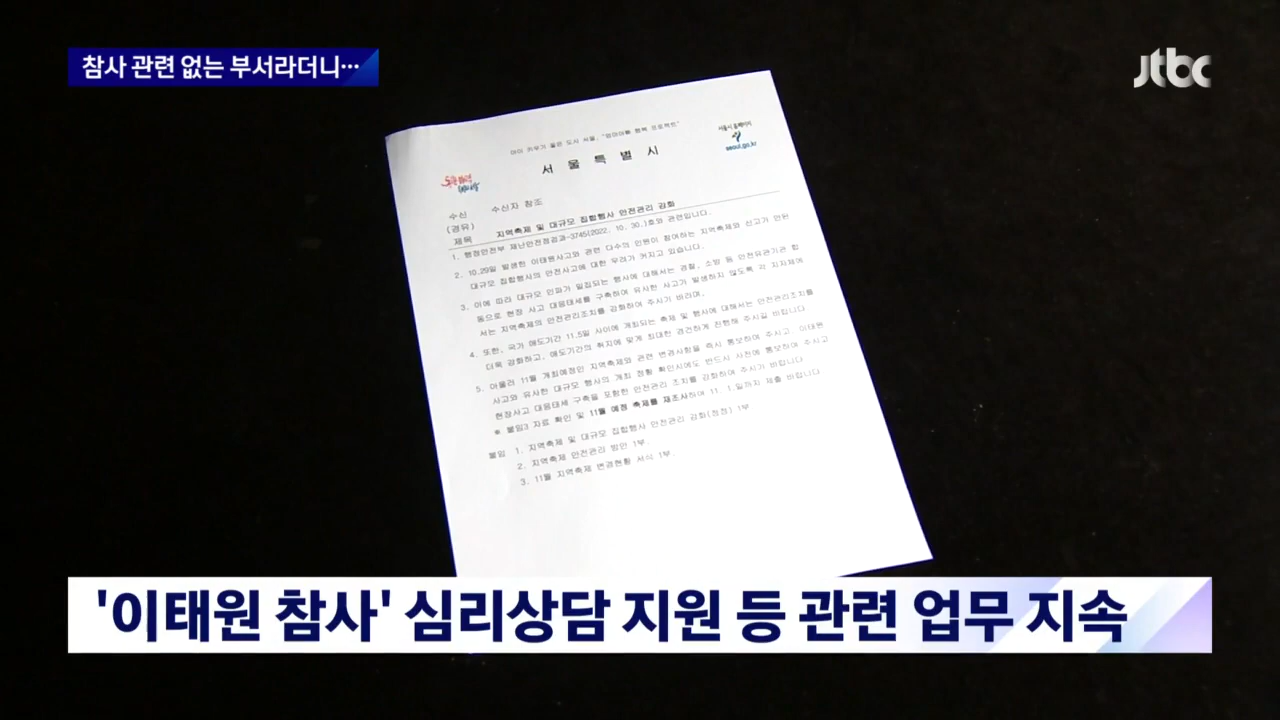 참사 관련 없는 부서라더니…
jtbc
아이 키우기 좋은 도시 서울, "엄마아빠 행복 프로젝트"
서울특별시
seoul.go.kr
수신 수신자 참조
(경유)
제목 지역축제 및 대규모 집합행사 안전관리 강화
1. 행정안전부 재난안전점검과-3745(2022. 10. 30.)호와 관련입니다.
2. 10.29일 발생한 이태원사고와 관련 다수의 인원이 참여하는 지역축제와 신고가 안된
대규모 집합행사의 안전사고에 대한 우려가 커지고 있습니다.
3. 이에 따라 대규모 인파가 밀집되는 행사에 대해서는 경찰, 소방 등 안전유관기관 합
동으로 현장 사고 대응태세를 구축하여 유사한 사고가 발생하지 않도록 각 지자체에
서는 지역축제의 안전관리조치를 강화하여 주시기 바라며,
4. 또한, 국가 애도기간 11.5일 사이에 개최되는 축제 및 행사에 대해서는 안전관리조치를
더욱 강화하고, 애도기간의 취지에 맞게 최대한 경건하게 진행해 주시길 바랍니다
5. 아울러 11월 개최예정인 지역축제와 관련 변경사항을 즉시 통보하여 주시고, 이태원
사고와 유사한 대규모 행사의 개최 정황 확인시에도 반드시 사전에 통보하여 주시고
현장사고 대응태세 구축을 포함한 안전관리 조치를 강화하여 주시기 바랍니다
※ 붙임3 자료 확인 및 11월 예정 축제를 재조사하여 11. 1.일까지 제출 바랍니다
붙임 1. 지역축제 및 대규모 집합행사 안전관리 강화(정정) 1부
2. 지역축제 안전관리 방안 1부.
3. 11월 지역축제 변경현황 서식 1부.
'이태원 참사' 심리상담 지원 등 관련 업무 지속